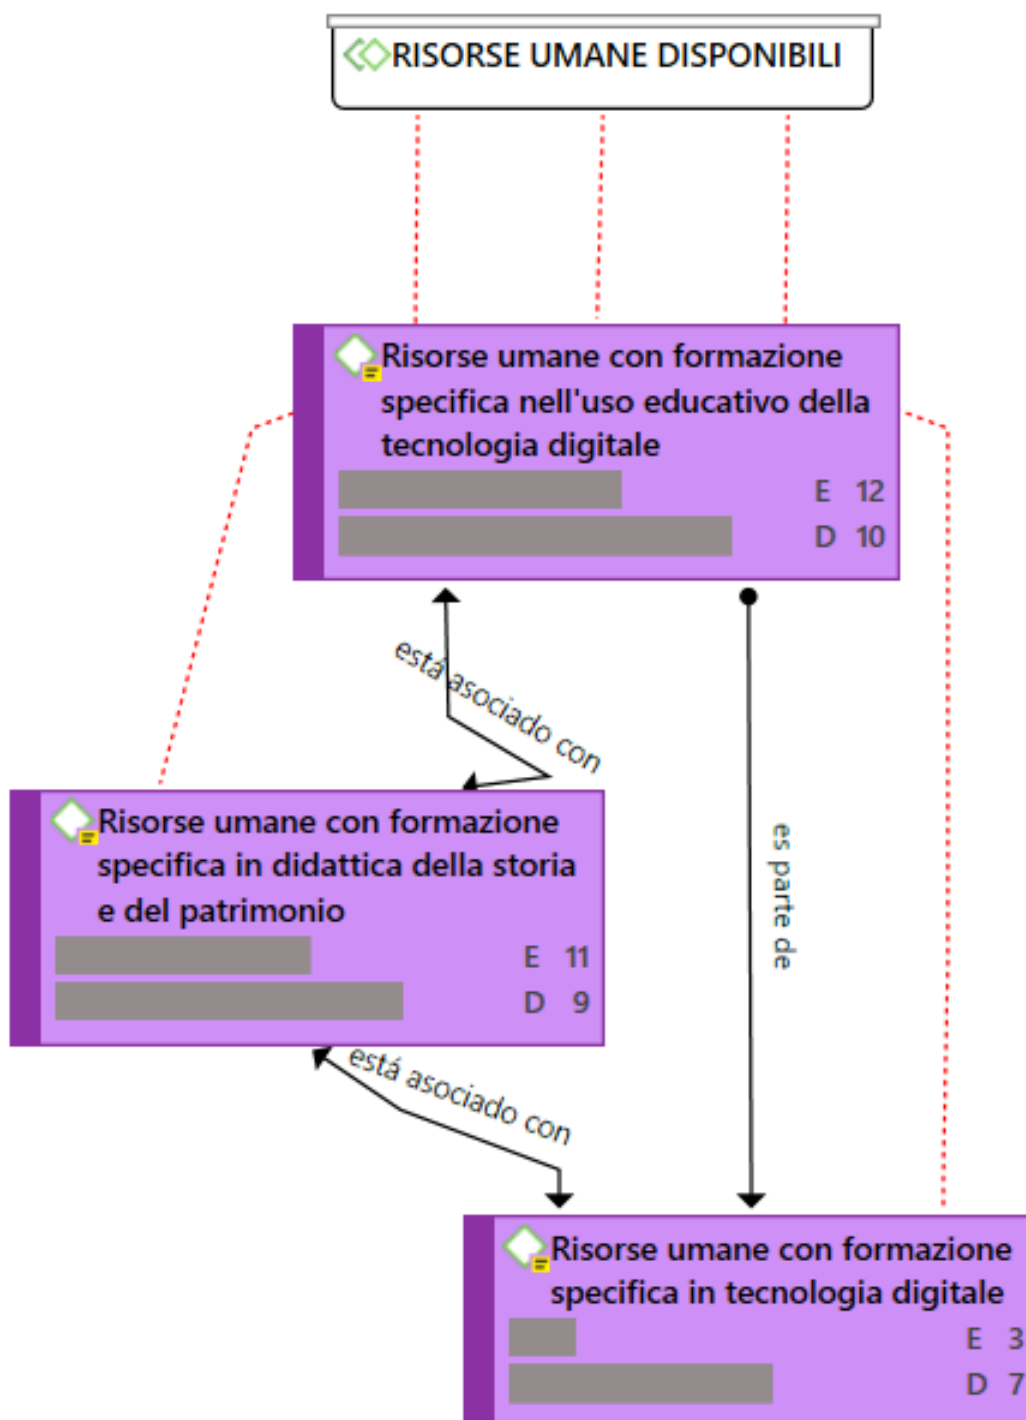 RISORSE UMANE DISPONIBILI
Risorse umane con formazione
specifica nell'uso educativo della
tecnologia digitale
E 12
D 10
está asociado con
Risorse umane con formazione
specifica in didattica della storia
e del patrimonio
E 11
D 9
es parte de
está asociado con
Risorse umane con formazione
specifica in tecnologia digitale
E 3
D 7